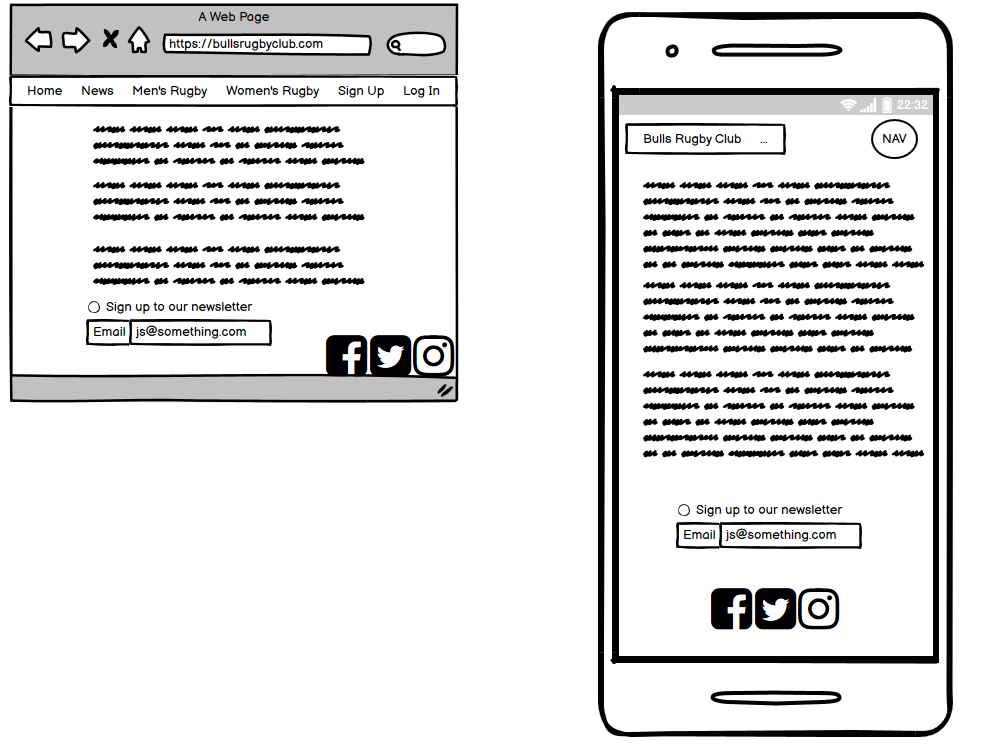 A Web Page
https://bullsrugbyclub.com
Home News Men's Rugby Women's Rugby Sign Up Log In
Sign up to our newsletter
Email js@something.com
22:32
Bulls Rugby Club ...
NAV
Sign up to our newsletter
Email js@something.com